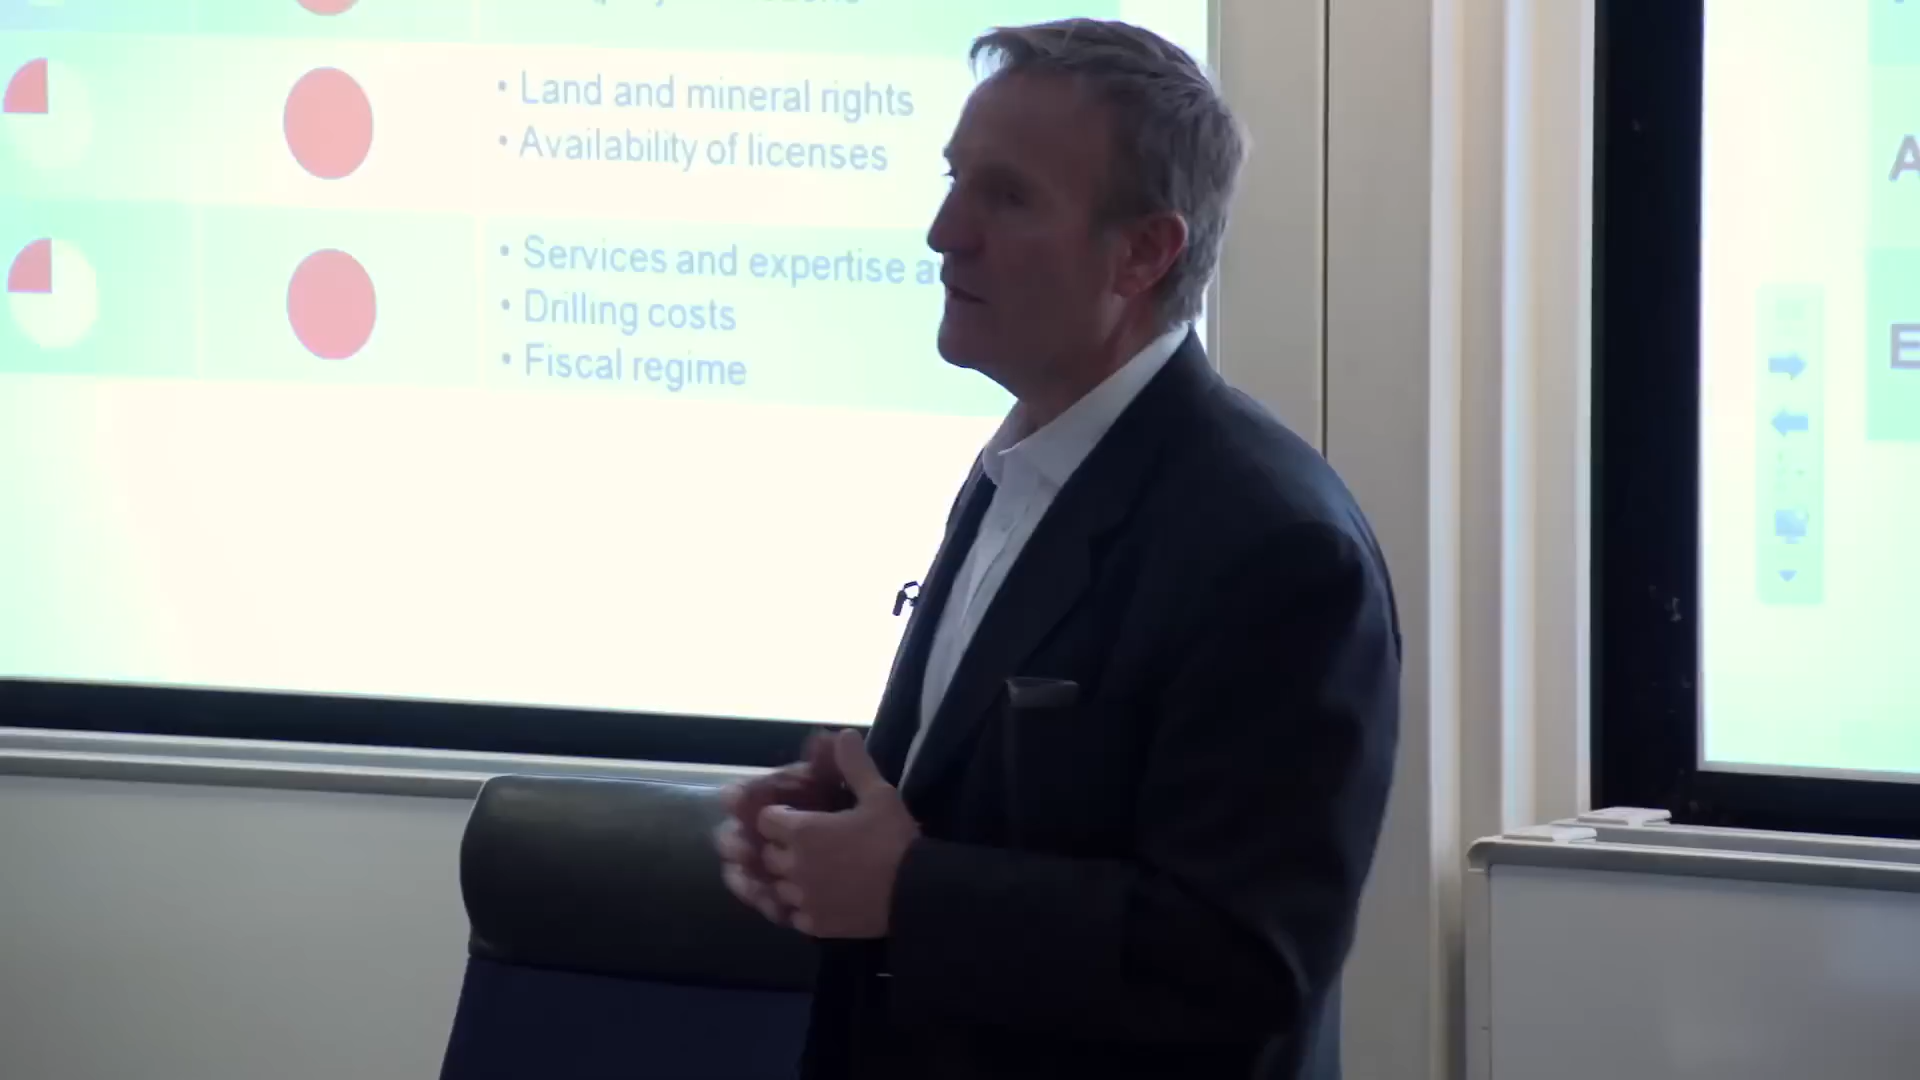 • Land and mineral rights
• Availability of licenses
• Services and expertise
• Drilling costs
• Fiscal regime
A
E